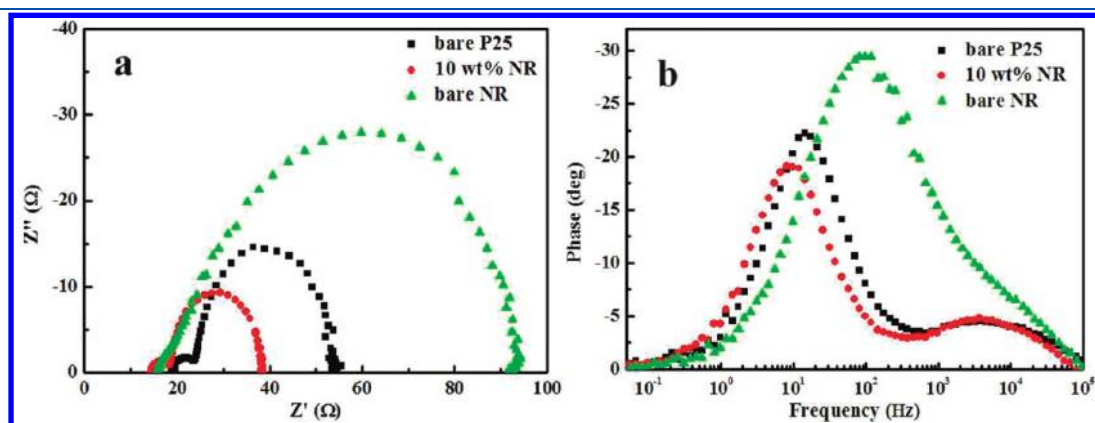 a
bare P25
10 wt% NR
bare NR
-40
-30
-20
-10
0
Z'' (Ω)
0 20 40 60 80 100
Z' (Ω)
b
bare P25
10 wt% NR
bare NR
-30
-25
-20
-15
-10
-5
0
Phase (deg)
10⁻¹ 10⁰ 10¹ 10² 10³ 10⁴ 10⁵
Frequency (Hz)